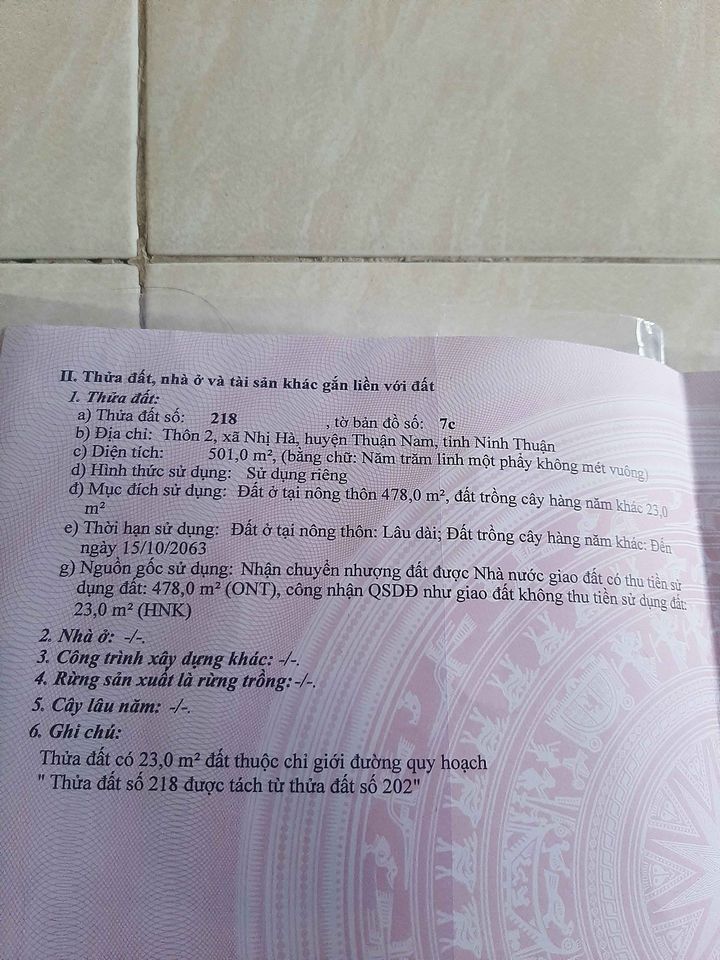 II. Thửa đất, nhà ở và tài sản khác gắn liền với đất
1. Thửa đất:
a) Thửa đất số: 218 , tờ bản đồ số: 7c
b) Địa chỉ: Thôn 2, xã Nhị Hà, huyện Thuận Nam, tỉnh Ninh Thuận
c) Diện tích: 501,0 m², (bằng chữ: Năm trăm linh một phẩy không mét vuông)
d) Hình thức sử dụng: Sử dụng riêng
đ) Mục đích sử dụng: Đất ở tại nông thôn 478,0 m², đất trồng cây hàng năm khác 23,0
m²
e) Thời hạn sử dụng: Đất ở tại nông thôn: Lâu dài; Đất trồng cây hàng năm khác: Đến
ngày 15/10/2063
g) Nguồn gốc sử dụng: Nhận chuyển nhượng đất được Nhà nước giao đất có thu tiền sử
dụng đất: 478,0 m² (ONT), công nhận QSDĐ như giao đất không thu tiền sử dụng đất:
23,0 m² (HNK)
2. Nhà ở: -/-.
3. Công trình xây dựng khác: -/-.
4. Rừng sản xuất là rừng trồng: -/-.
5. Cây lâu năm: -/-.
6. Ghi chú:
Thửa đất có 23,0 m² đất thuộc chỉ giới đường quy hoạch
" Thửa đất số 218 được tách từ thửa đất số 202"